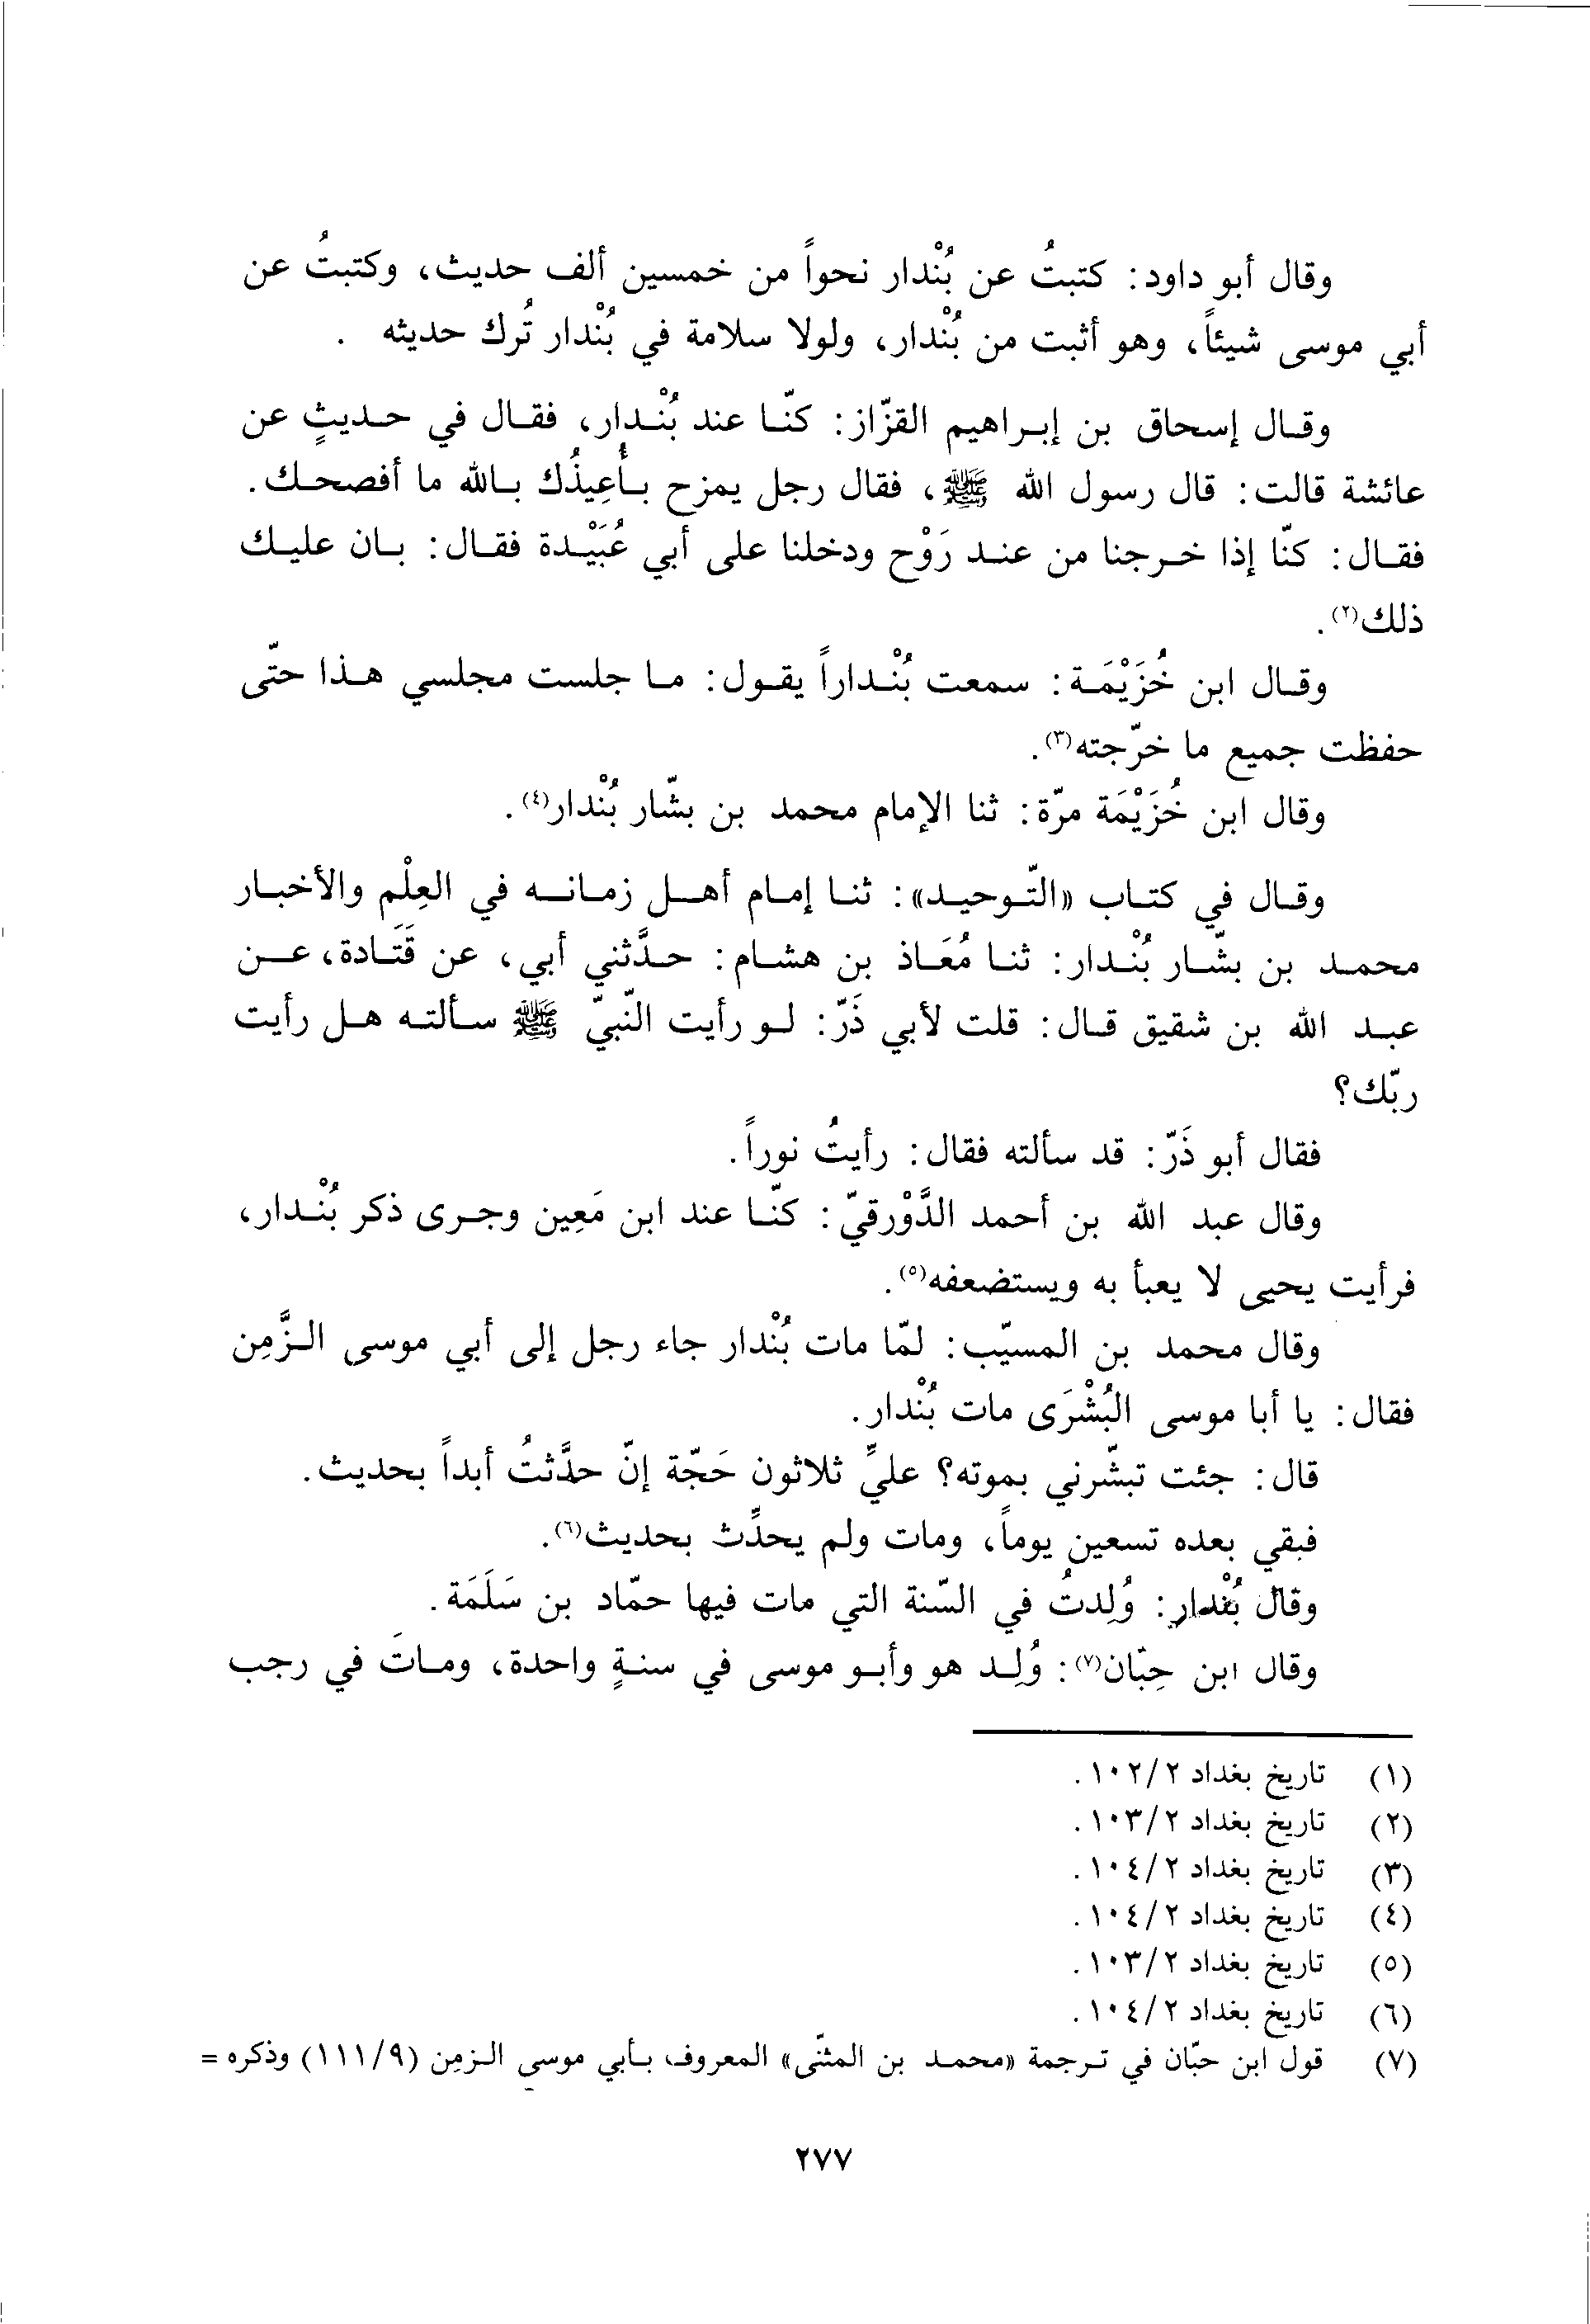 وقال أبو داود: كتبتُ عن بُنْدار نحواً من خمسين ألف حديث، وكتبتُ عن
أبي موسى شيئاً، وهو أثبت من بُنْدار، ولولا سلامة في بُنْدار تُرك حديثه .
وقال إسحاق بن إبراهيم القزّاز: كنّا عند بُنْدار، فقال في حديثٍ عن
عائشة قالت: قال رسول الله ﷺ، فقال رجل يمزح بأُعِيذُك بالله ما أفصحك.
فقال: كنّا إذا خرجنا من عند رَوْح ودخلنا على أبي عُبَيْدة فقال: بان عليك
ذلك(٢).
وقال ابن خُزَيْمَة: سمعت بُنْداراً يقول: ما جلست مجلسي هذا حتّى
حفظت جميع ما خرّجته(٣).
وقال ابن خُزَيْمَة مرّة: ثنا الإمام محمد بن بشّار بُنْدار(٤).
وقال في كتاب «التّوحيد»: ثنا إمام أهل زمانه في العِلْم والأخبار
محمد بن بشّار بُنْدار: ثنا مُعَاذ بن هشام: حدَّثني أبي، عن قَتَادة، عن
عبد الله بن شقيق قال: قلت لأبي ذَرّ: لو رأيت النّبيّ ﷺ سألته هل رأيت
ربّك؟
فقال أبو ذَرّ: قد سألته فقال: رأيتُ نوراً.
وقال عبد الله بن أحمد الدَّوْرقيّ: كنّا عند ابن مَعِين وجرى ذكر بُنْدار،
فرأيت يحيى لا يعبأ به ويستضعفه(٥).
وقال محمد بن المسيّب: لمّا مات بُنْدار جاء رجل إلى أبي موسى الزَّمِن
فقال: يا أبا موسى البُشْرَى مات بُنْدار.
قال: جئت تبشّرني بموته؟ عليَّ ثلاثون حَجّة إنّ حدَّثتُ أبداً بحديث.
فبقي بعده تسعين يوماً، ومات ولم يحدِّث بحديث(٦).
وقال بُنْدار: وُلِدتُ في السّنة التي مات فيها حمّاد بن سَلَمَة.
وقال ابن حِبّان(٧): وُلِد هو وأبو موسى في سنةٍ واحدة، ومـاتَ في رجب
(١) تاريخ بغداد ١٠٢/٢.
(٢) تاريخ بغداد ١٠٣/٢.
(٣) تاريخ بغداد ١٠٤/٢.
(٤) تاريخ بغداد ١٠٤/٢.
(٥) تاريخ بغداد ١٠٣/٢.
(٦) تاريخ بغداد ١٠٤/٢.
(٧) قول ابن حبّان في ترجمة «محمد بن المثنّى» المعروف بأبي موسى الزمِن (١١١/٩) وذكره =
٢٧٧